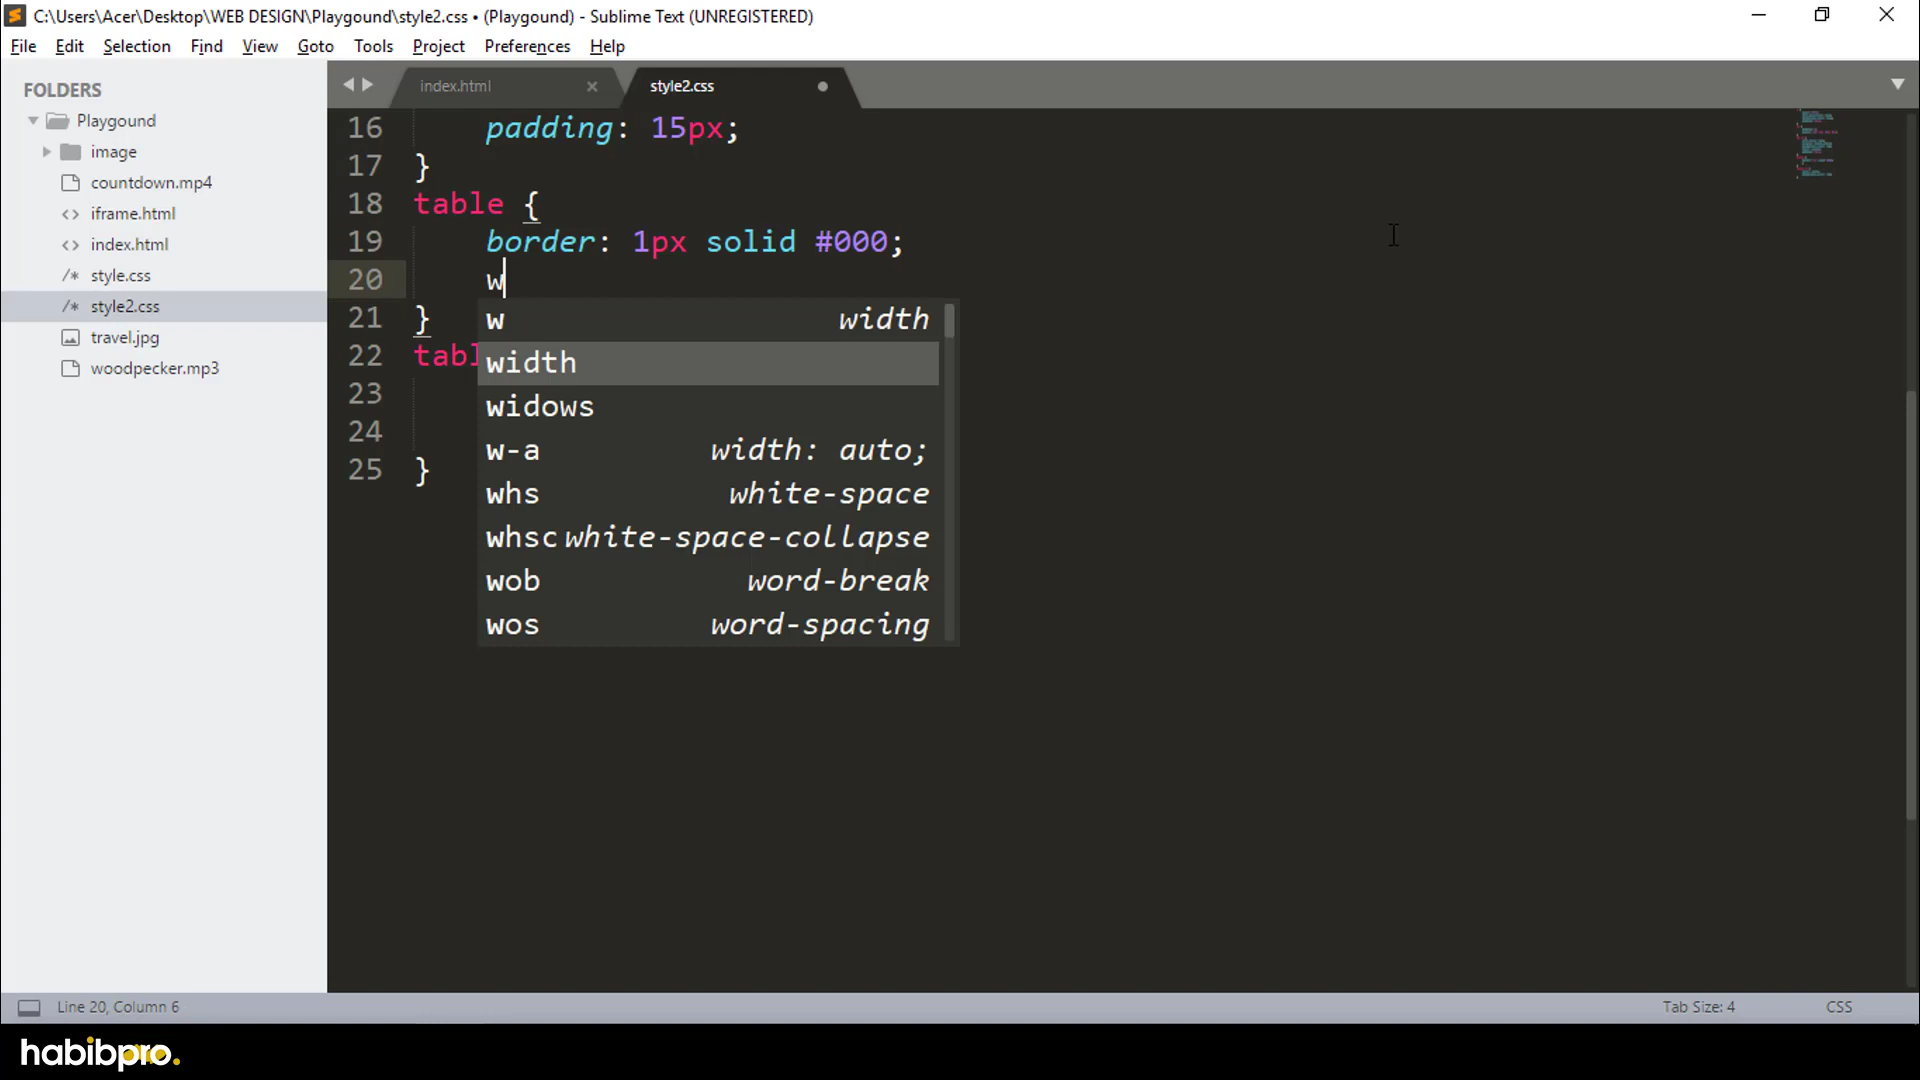 C:\Users\Acer\Desktop\WEB DESIGN\Playgound\style2.css • (Playgound) - Sublime Text (UNREGISTERED)
File Edit Selection Find View Goto Tools Project Preferences Help
FOLDERS
Playgound
image
countdown.mp4
iframe.html
index.html
style.css
style2.css
travel.jpg
woodpecker.mp3
index.html
style2.css
16 padding: 15px;
17 }
18 table {
19 border: 1px solid #000;
20 w
21 }
22 tabl
23
24
25 }
w width
width
widows
w-a width: auto;
whs white-space
whsc white-space-collapse
wob word-break
wos word-spacing
Line 20, Column 6
Tab Size: 4
CSS
habibpro.